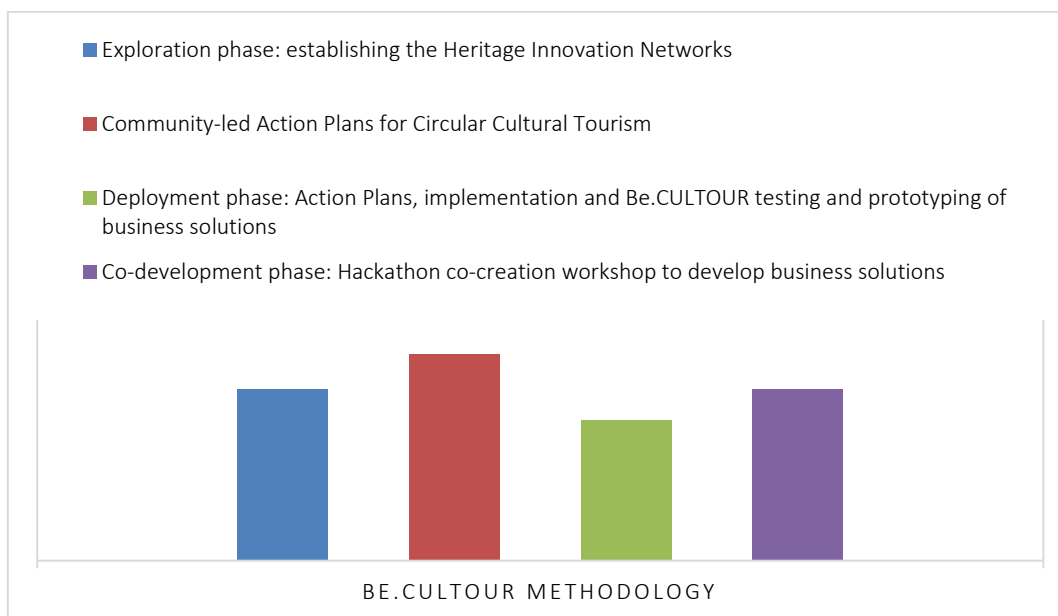 Exploration phase: establishing the Heritage Innovation Networks
Community-led Action Plans for Circular Cultural Tourism
Deployment phase: Action Plans, implementation and Be.CULTOUR testing and prototyping of
business solutions
Co-development phase: Hackathon co-creation workshop to develop business solutions
BE.CULTOUR METHODOLOGY